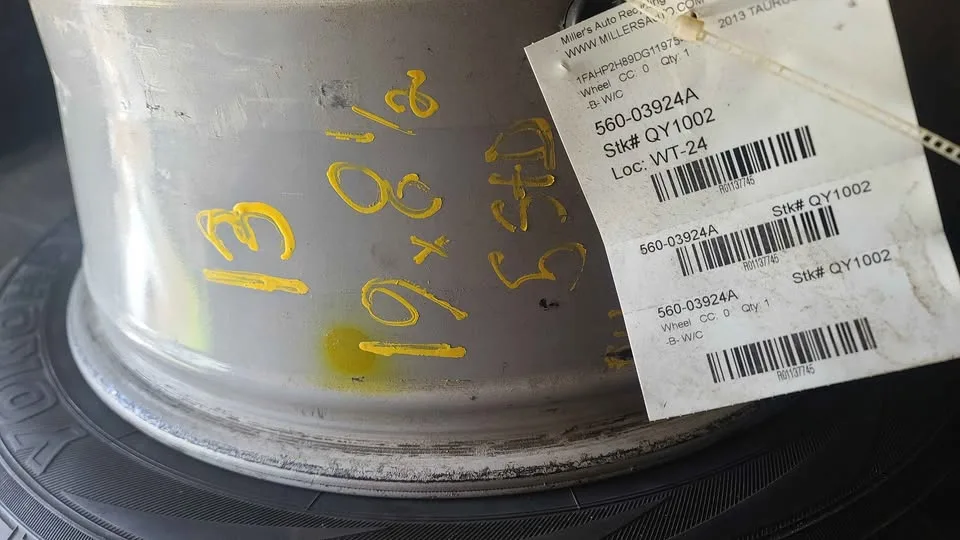 13
19 x 8 1/2
5 STD
Miller's Auto Recycling
WWW.MILLERSAUTO.COM
2013 TAURUS
1FAHP2H89DG11975
Wheel CC: 0 Qty: 1
-B- W/C
560-03924A
Stk# QY1002
Loc: WT-24
R01137745
560-03924A Stk# QY1002
R01137745
560-03924A Stk# QY1002
Wheel CC: 0 Qty: 1
-B- W/C
R01137745